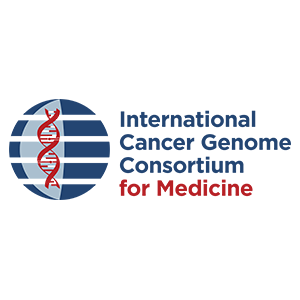 International
Cancer Genome
Consortium
for Medicine